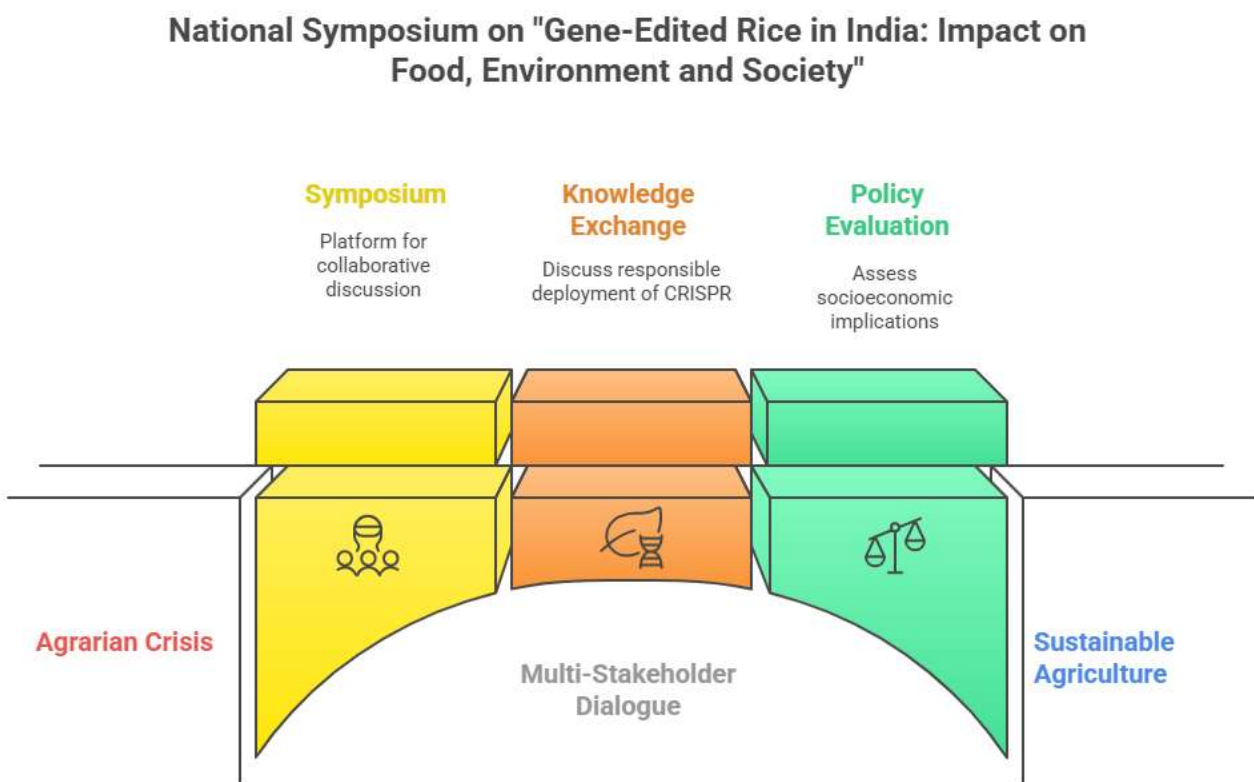 National Symposium on "Gene-Edited Rice in India: Impact on
Food, Environment and Society"
Symposium
Platform for
collaborative
discussion
Knowledge
Exchange
Discuss responsible
deployment of CRISPR
Policy
Evaluation
Assess
socioeconomic
implications
Agrarian Crisis
Multi-Stakeholder
Dialogue
Sustainable
Agriculture